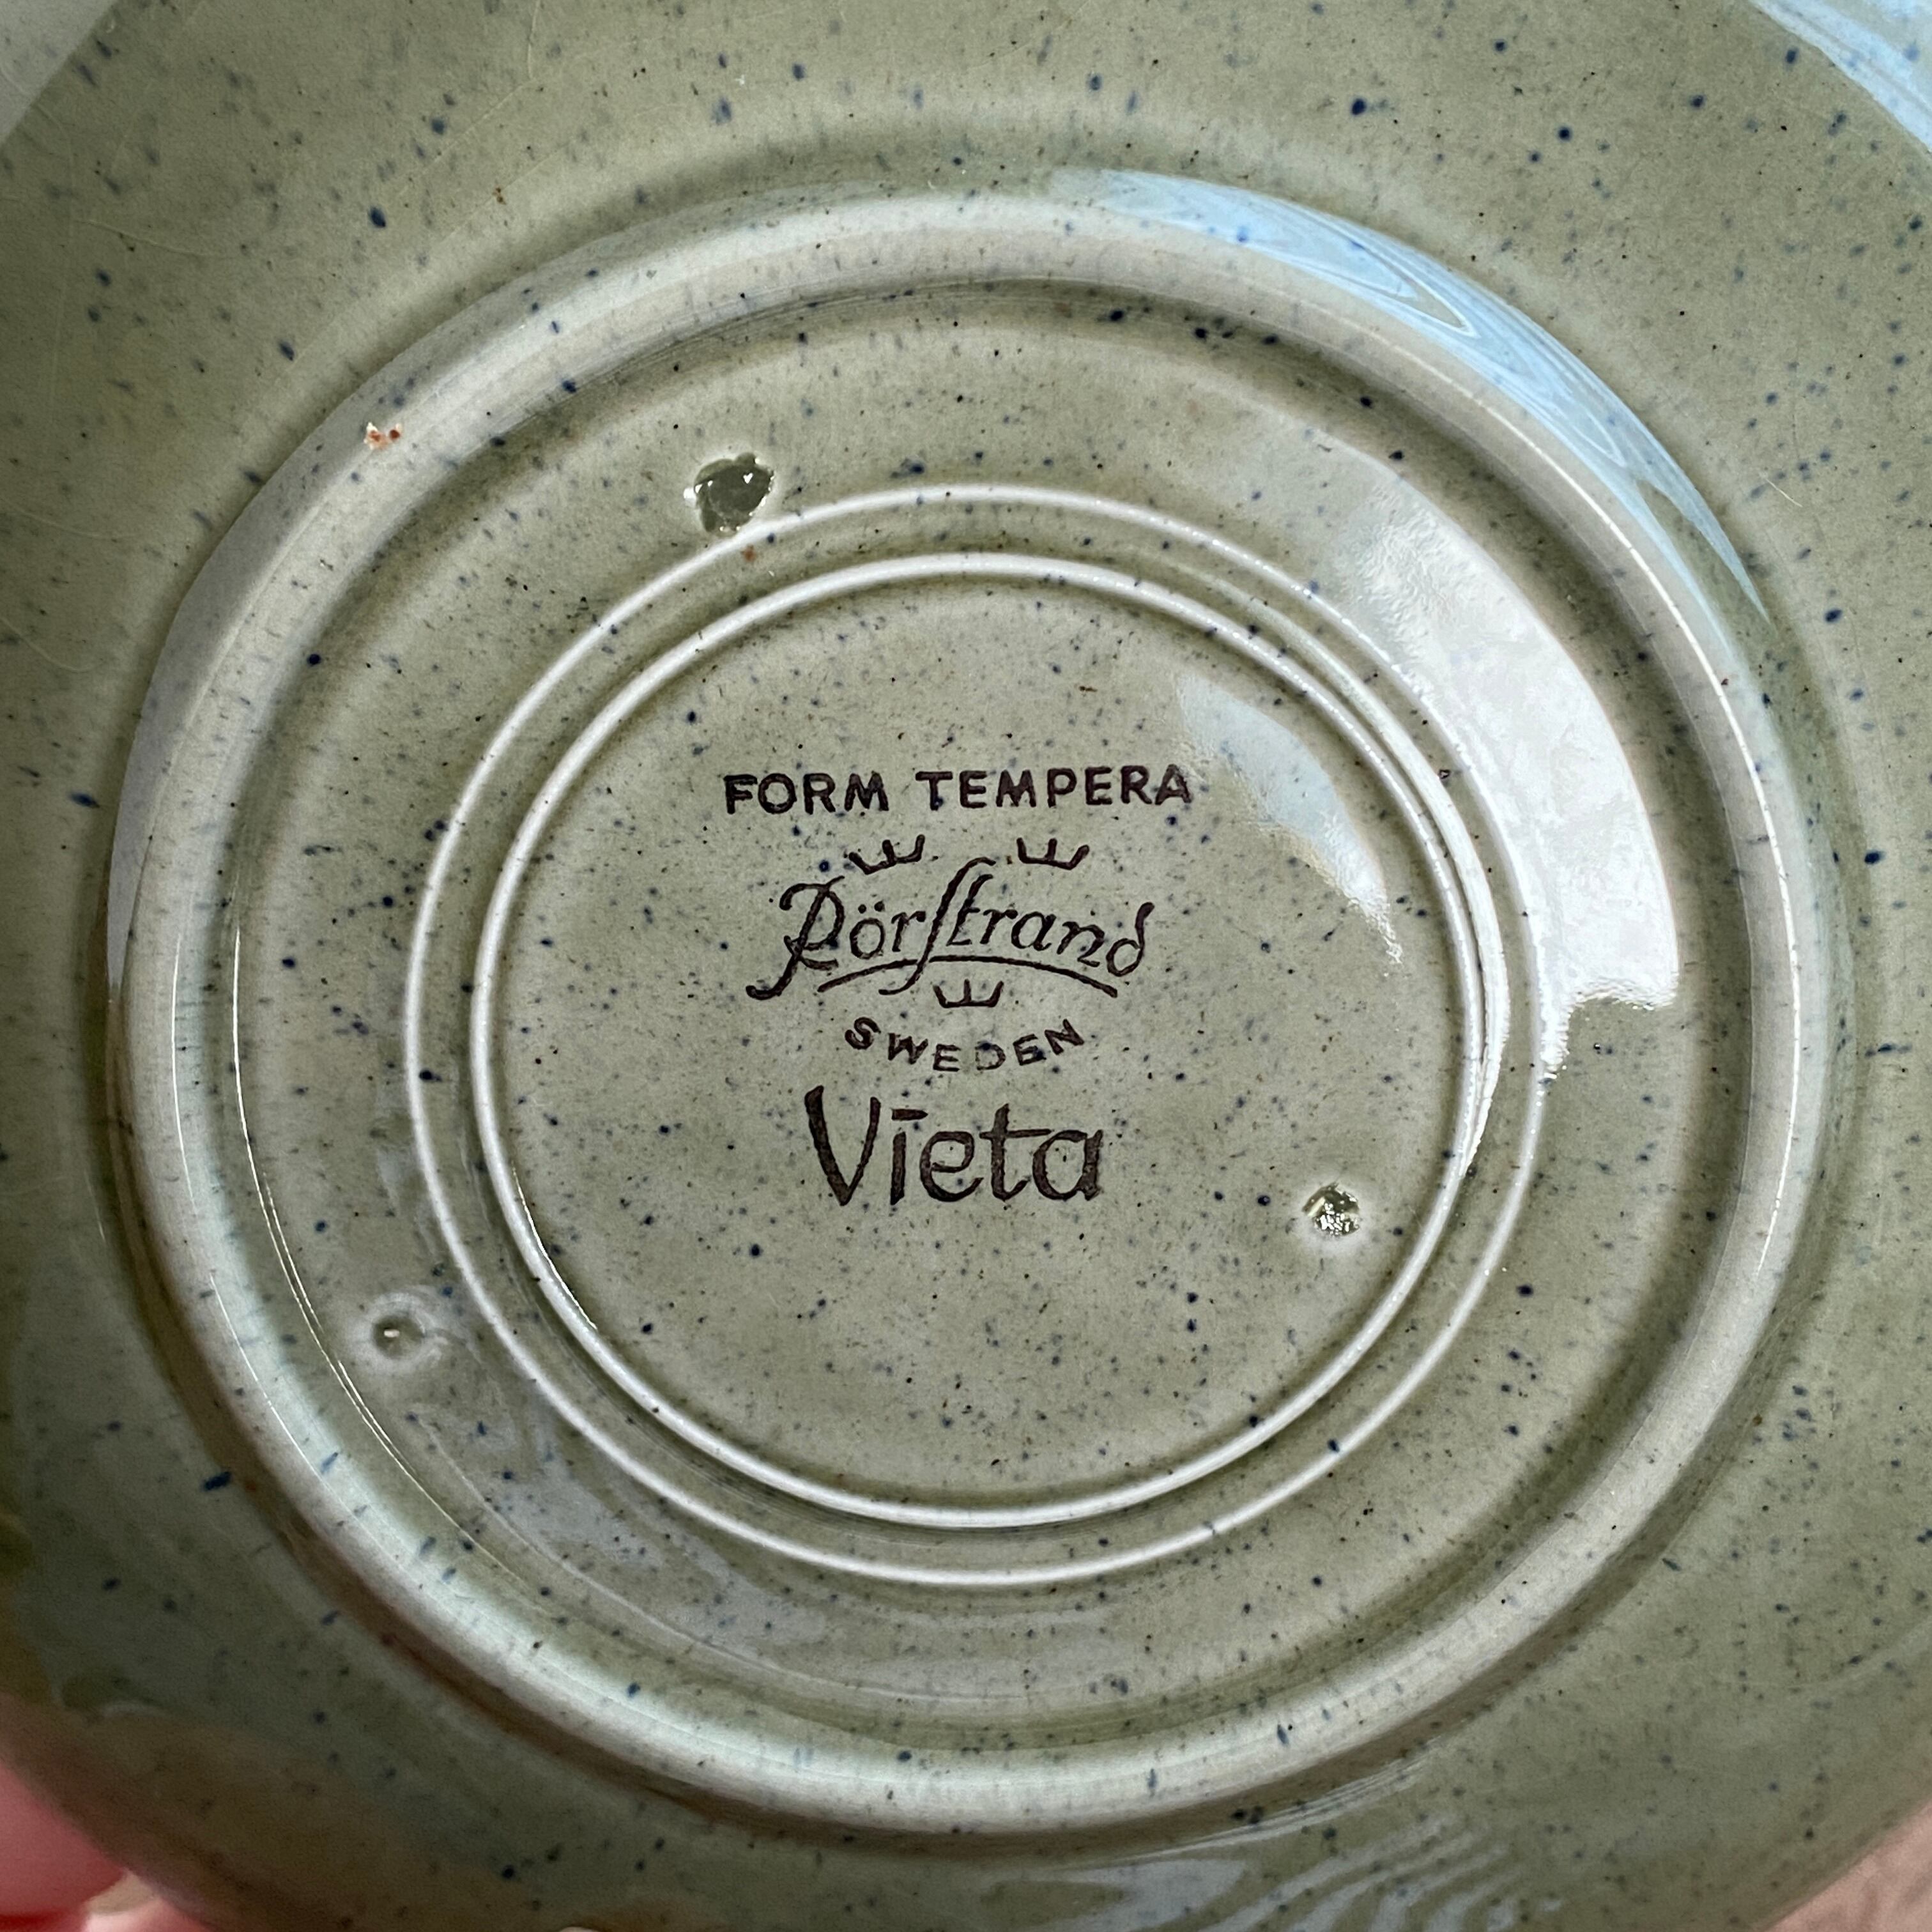 FORM TEMPERA
Rörstrand
SWEDEN
Vieta